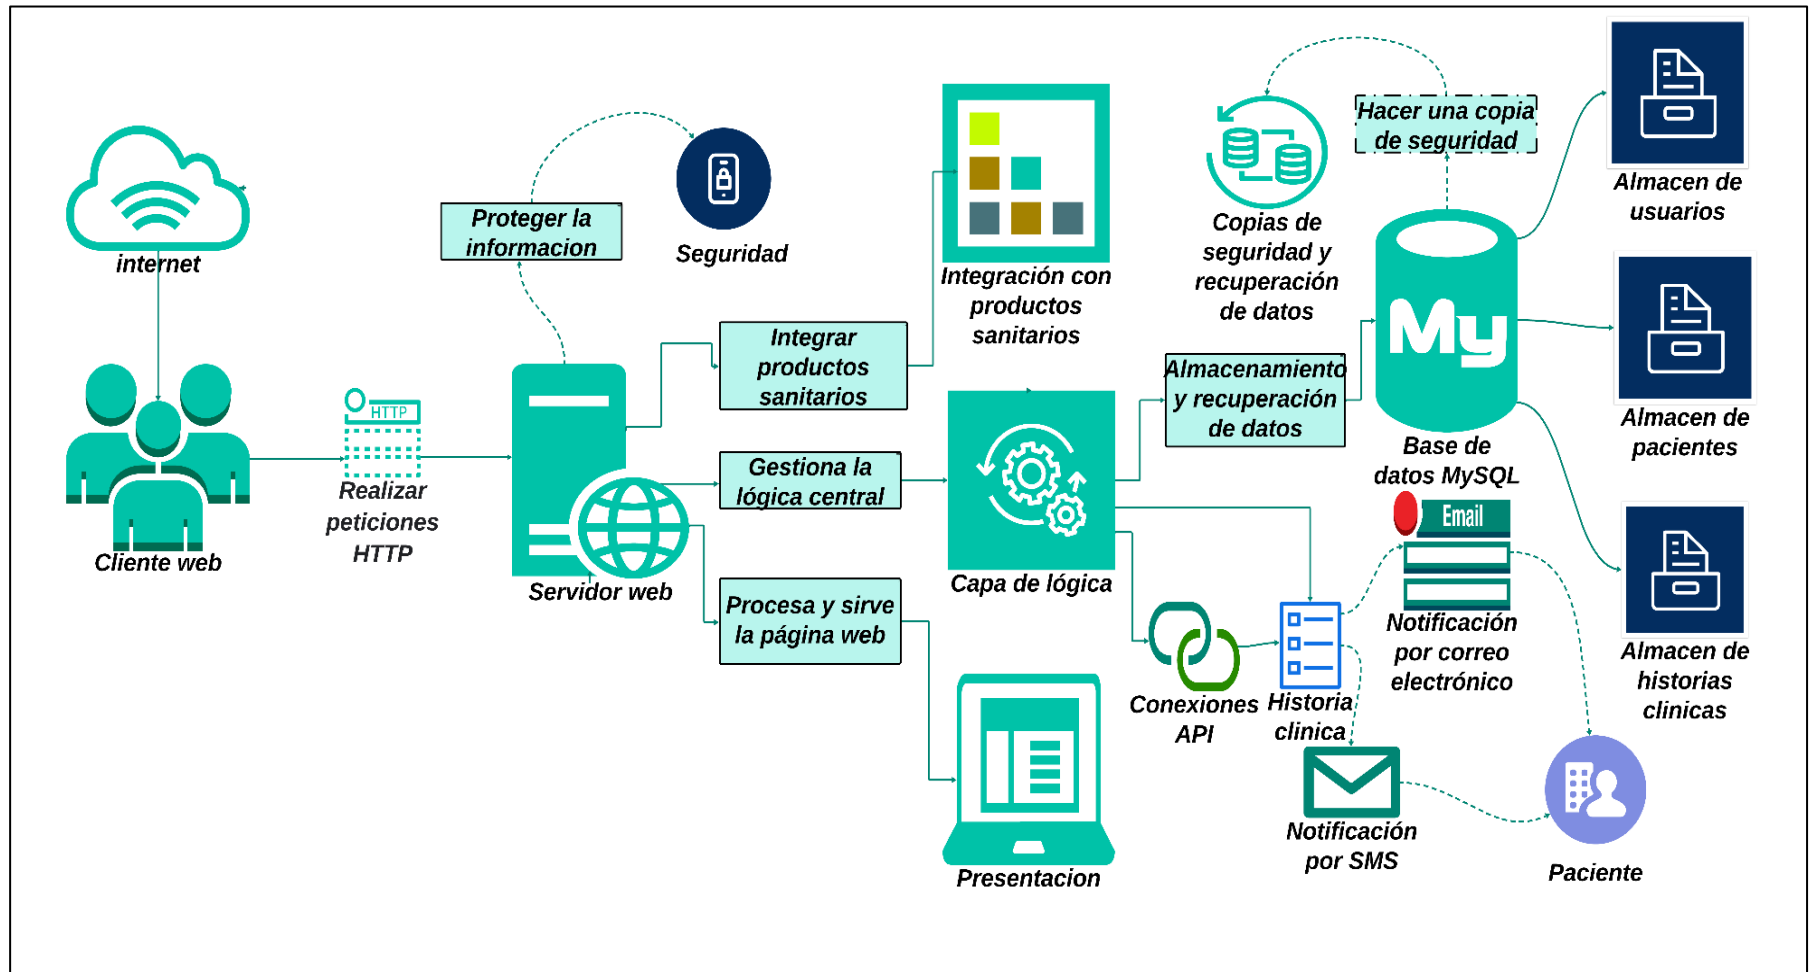 internet
Cliente web
HTTP
Realizar
peticiones
HTTP
Proteger la
informacion
Seguridad
Servidor web
Integrar
productos
sanitarios
Gestiona la
lógica central
Procesa y sirve
la página web
Integración con
productos
sanitarios
Capa de lógica
Presentacion
Copias de
seguridad y
recuperación
de datos
Hacer una copia
de seguridad
Almacenamiento
y recuperación
de datos
My
Base de
datos MySQL
Conexiones
API
Historia
clinica
Email
Notificación
por correo
electrónico
Notificación
por SMS
Almacen de
usuarios
Almacen de
pacientes
Almacen de
historias
clinicas
Paciente